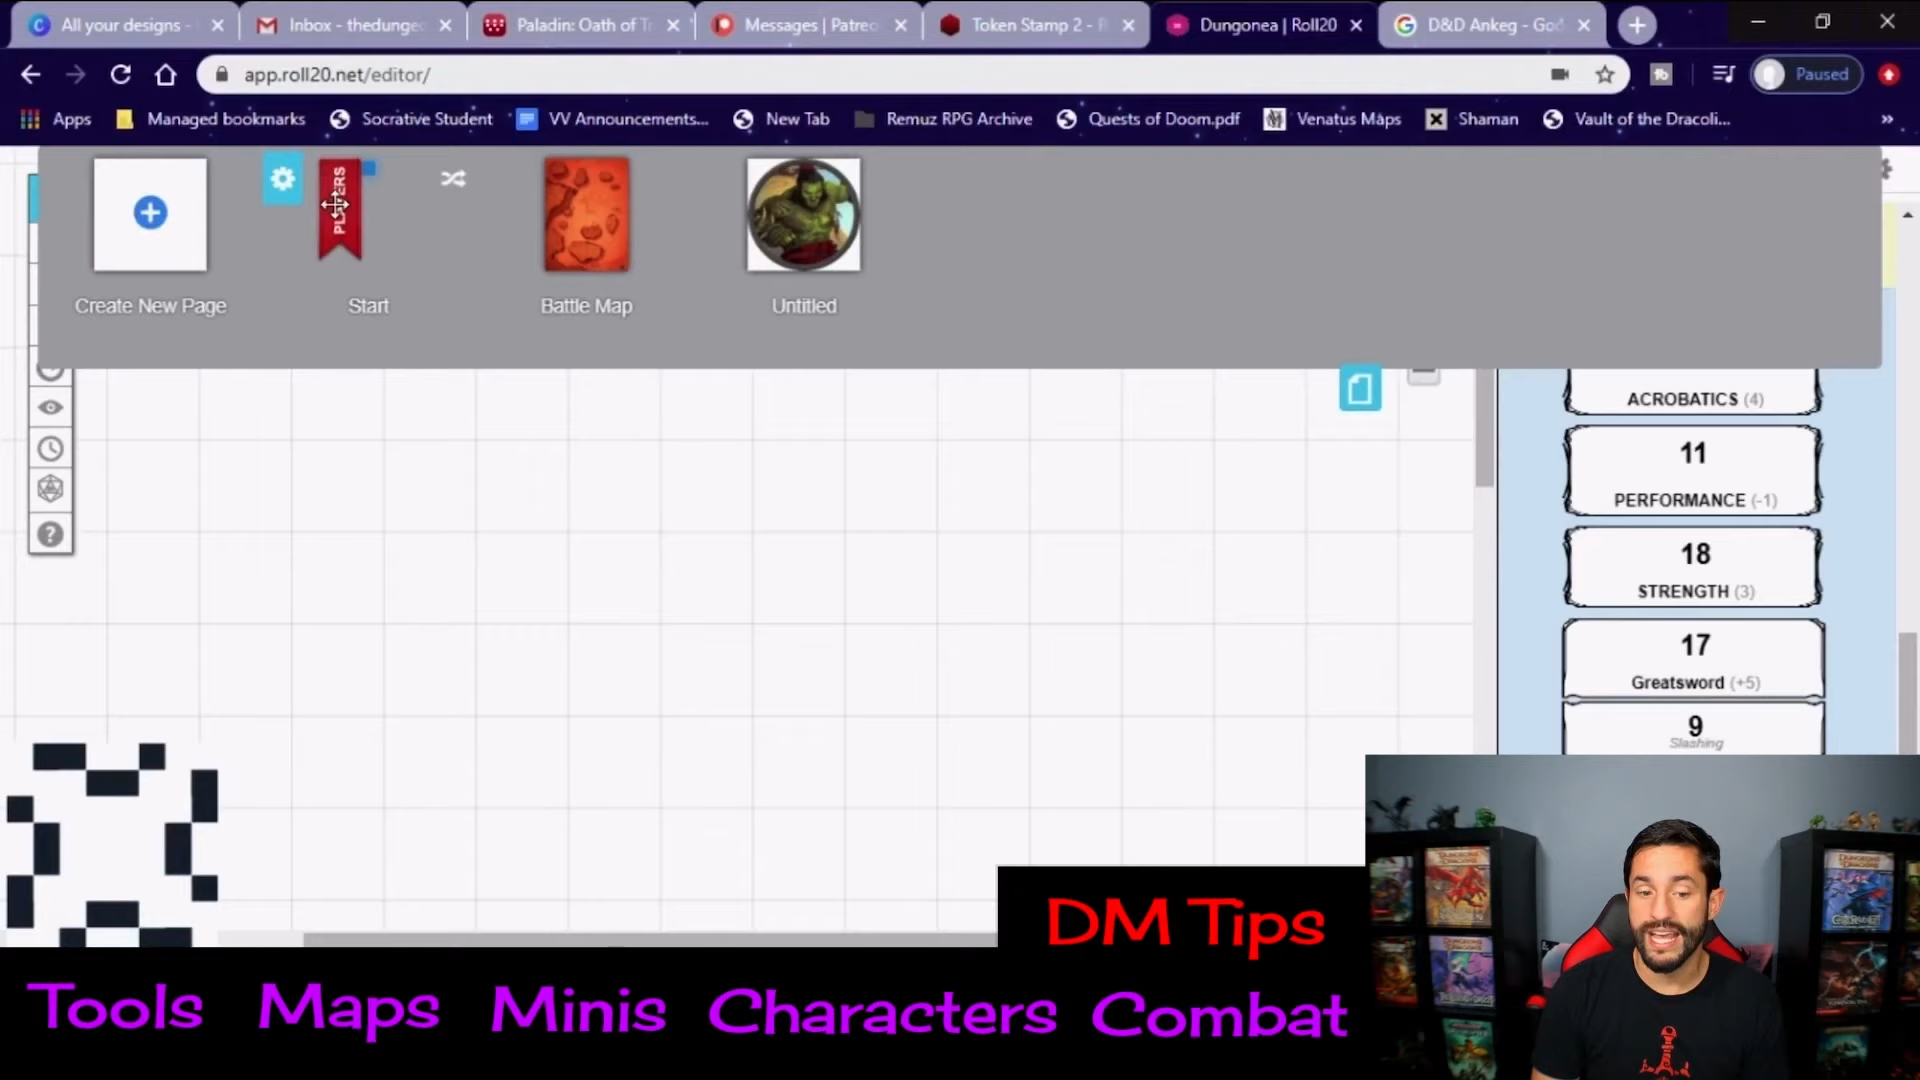 All your designs -
Inbox - thedunge
Paladin: Oath of Tr
Messages | Patreo
Token Stamp 2 - R
Dungonea | Roll20
D&D Ankeg - Goo
app.roll20.net/editor/
Paused
Apps
Managed bookmarks
Socrative Student
VV Announcements...
New Tab
Remuz RPG Archive
Quests of Doom.pdf
Venatus Maps
Shaman
Vault of the Dracoli...
»
PLAYERS
Create New Page
Start
Battle Map
Untitled
ACROBATICS (4)
11
PERFORMANCE (-1)
18
STRENGTH (3)
17
Greatsword (+5)
9
Slashing
DM Tips
Tools Maps Minis Characters Combat